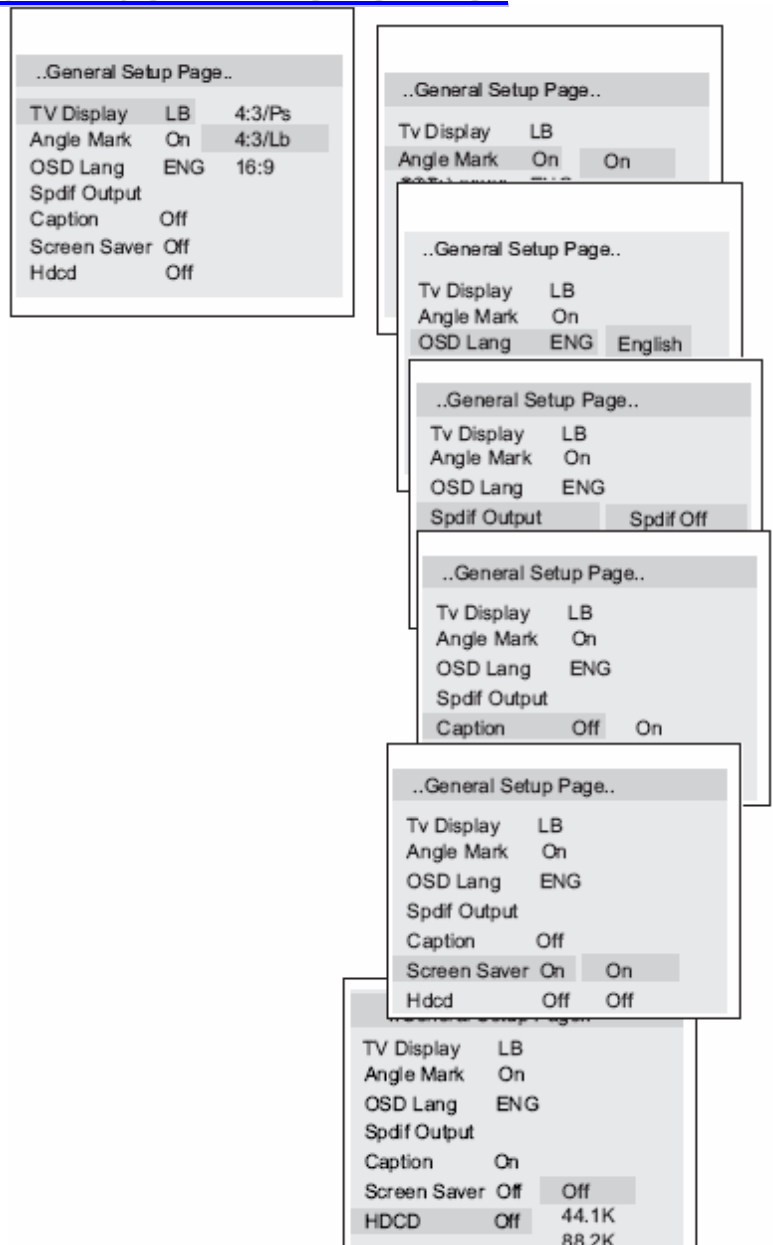 ..General Setup Page..
TV Display LB 4:3/Ps
Angle Mark On 4:3/Lb
OSD Lang ENG 16:9
Spdif Output
Caption Off
Screen Saver Off
Hdcd Off
..General Setup Page..
Tv Display LB
Angle Mark On On
..General Setup Page..
Tv Display LB
Angle Mark On
OSD Lang ENG English
..General Setup Page..
Tv Display LB
Angle Mark On
OSD Lang ENG
Spdif Output Spdif Off
..General Setup Page..
Tv Display LB
Angle Mark On
OSD Lang ENG
Spdif Output
Caption Off On
..General Setup Page..
Tv Display LB
Angle Mark On
OSD Lang ENG
Spdif Output
Caption Off
Screen Saver On On
Hdcd Off Off
TV Display LB
Angle Mark On
OSD Lang ENG
Spdif Output
Caption On
Screen Saver Off Off
HDCD Off 44.1K
88.2K